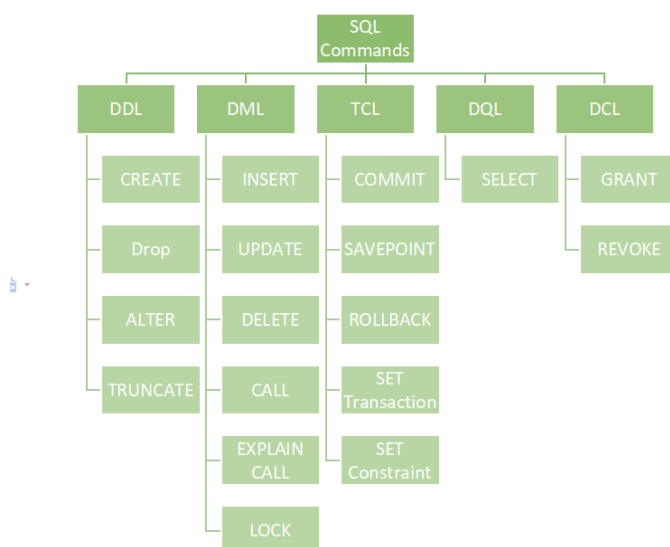 SQL
Commands
DDL
DML
TCL
DQL
DCL
CREATE
INSERT
COMMIT
SELECT
GRANT
Drop
UPDATE
SAVEPOINT
REVOKE
ALTER
DELETE
ROLLBACK
TRUNCATE
CALL
SET
Transaction
EXPLAIN
CALL
SET
Constraint
LOCK